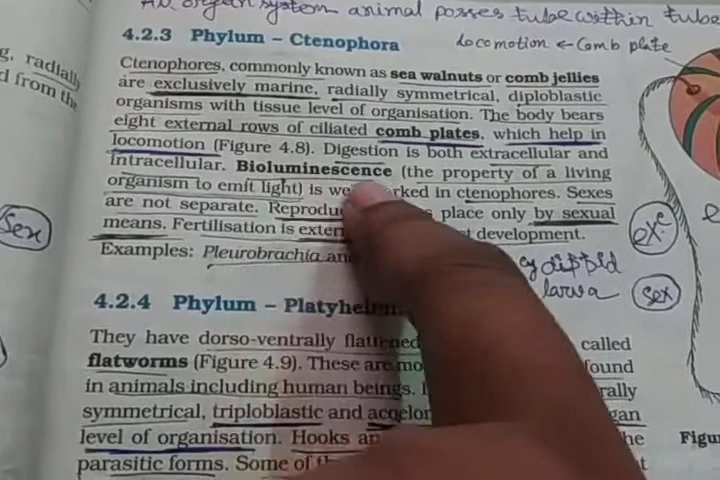 An organ system animal posses tube within tube
4.2.3 Phylum – Ctenophora
locomotion ← Comb plate
g, radially
d from the
Ctenophores, commonly known as sea walnuts or comb jellies
are exclusively marine, radially symmetrical, diploblastic
organisms with tissue level of organisation. The body bears
eight external rows of ciliated comb plates, which help in
locomotion (Figure 4.8). Digestion is both extracellular and
intracellular. Bioluminescence (the property of a living
organism to emit light) is we arked in ctenophores. Sexes
are not separate. Reprodu place only by sexual
means. Fertilisation is exter t development.
Examples: Pleurobrachia an
Sex
ex
cydippid
larva
sex
4.2.4 Phylum – Platyhelm
They have dorso-ventrally flattened called
flatworms (Figure 4.9). These are mo found
in animals including human beings. rally
symmetrical, triploblastic and acoelom gan
level of organisation. Hooks an he
parasitic forms. Some of th t
Figu